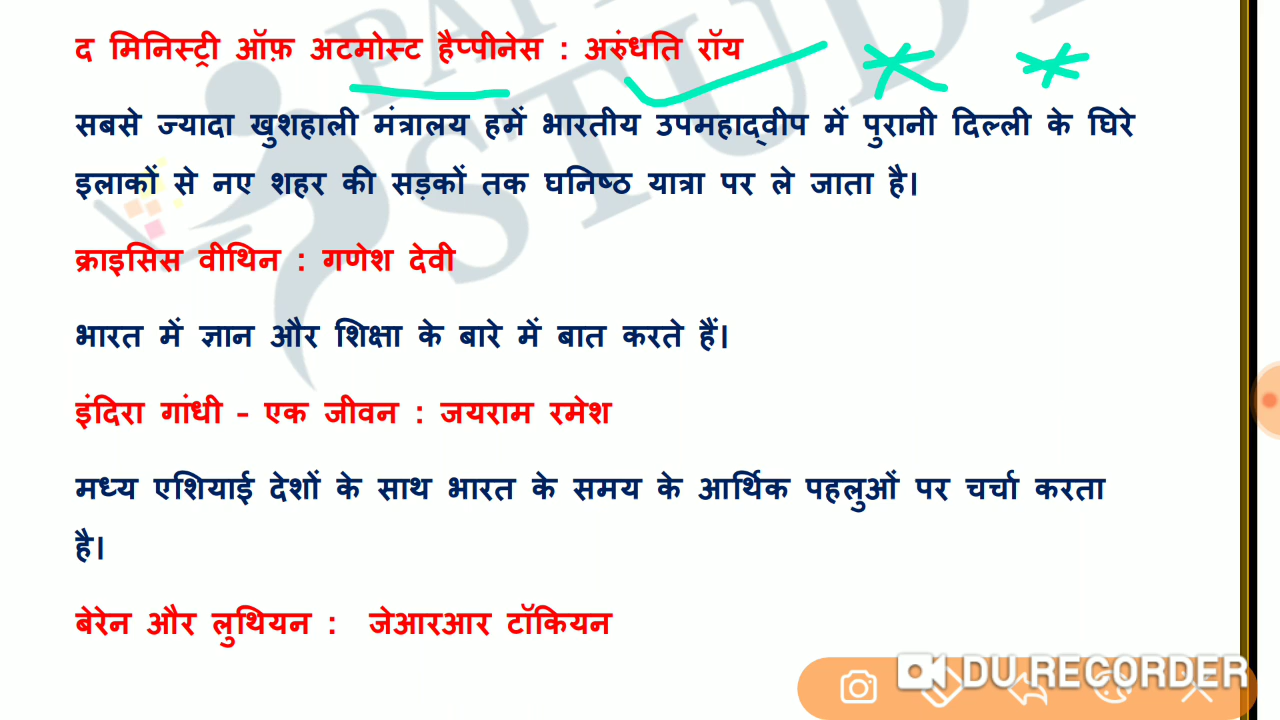 द मिनिस्ट्री ऑफ़ अटमोस्ट हैप्पीनेस : अरुंधति रॉय
सबसे ज्यादा खुशहाली मंत्रालय हमें भारतीय उपमहाद्वीप में पुरानी दिल्ली के घिरे
इलाकों से नए शहर की सड़कों तक घनिष्ठ यात्रा पर ले जाता है।
क्राइसिस वीथिन : गणेश देवी
भारत में ज्ञान और शिक्षा के बारे में बात करते हैं।
इंदिरा गांधी - एक जीवन : जयराम रमेश
मध्य एशियाई देशों के साथ भारत के समय के आर्थिक पहलुओं पर चर्चा करता
है।
बेरेन और लुथियन : जेआरआर टॉकियन
DU RECORDER